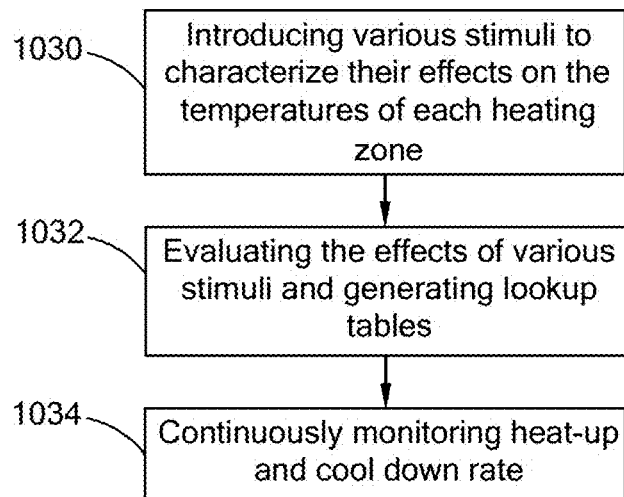 1030
Introducing various stimuli to
characterize their effects on the
temperatures of each heating
zone
1032
Evaluating the effects of various
stimuli and generating lookup
tables
1034
Continuously monitoring heat-up
and cool down rate